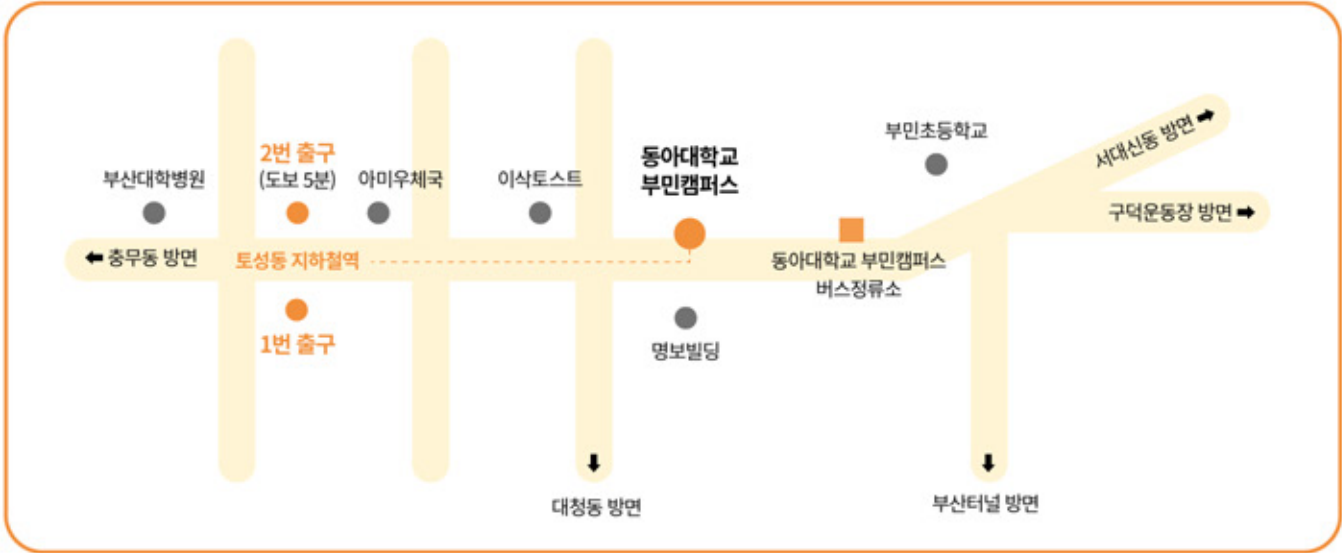 부산대학병원
2번 출구
(도보 5분)
아미우체국
이삭토스트
동아대학교
부민캠퍼스
부민초등학교
서대신동 방면 ➡
구덕운동장 방면 ➡
⬅ 충무동 방면
토성동 지하철역
동아대학교 부민캠퍼스
버스정류소
1번 출구
명보빌딩
대청동 방면
부산터널 방면